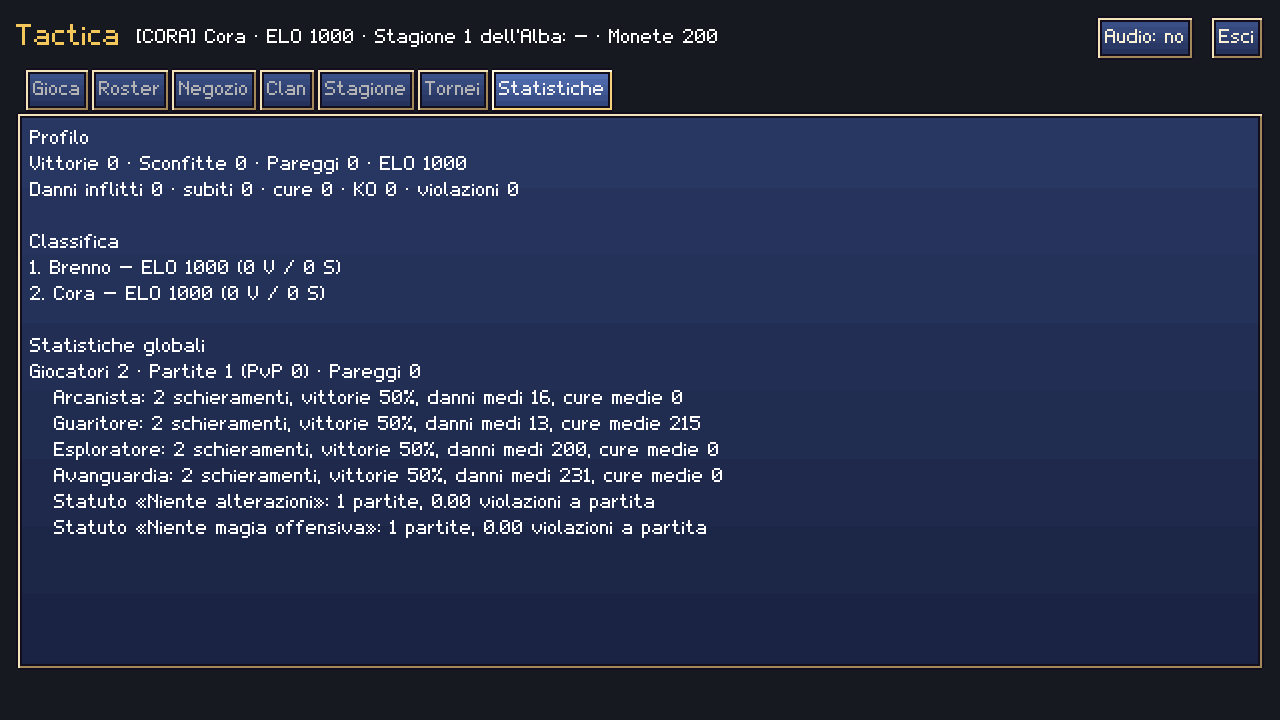 Tactica [CORA] Cora · ELO 1000 · Stagione 1 dell'Alba: — · Monete 200 Audio: no Esci
Gioca Roster Negozio Clan Stagione Tornei Statistiche
Profilo
Vittorie 0 · Sconfitte 0 · Pareggi 0 · ELO 1000
Danni inflitti 0 · subiti 0 · cure 0 · KO 0 · violazioni 0
Classifica
1. Brenno — ELO 1000 (0 V / 0 S)
2. Cora — ELO 1000 (0 V / 0 S)
Statistiche globali
Giocatori 2 · Partite 1 (PvP 0) · Pareggi 0
Arcanista: 2 schieramenti, vittorie 50%, danni medi 16, cure medie 0
Guaritore: 2 schieramenti, vittorie 50%, danni medi 13, cure medie 215
Esploratore: 2 schieramenti, vittorie 50%, danni medi 200, cure medie 0
Avanguardia: 2 schieramenti, vittorie 50%, danni medi 231, cure medie 0
Statuto «Niente alterazioni»: 1 partite, 0.00 violazioni a partita
Statuto «Niente magia offensiva»: 1 partite, 0.00 violazioni a partita